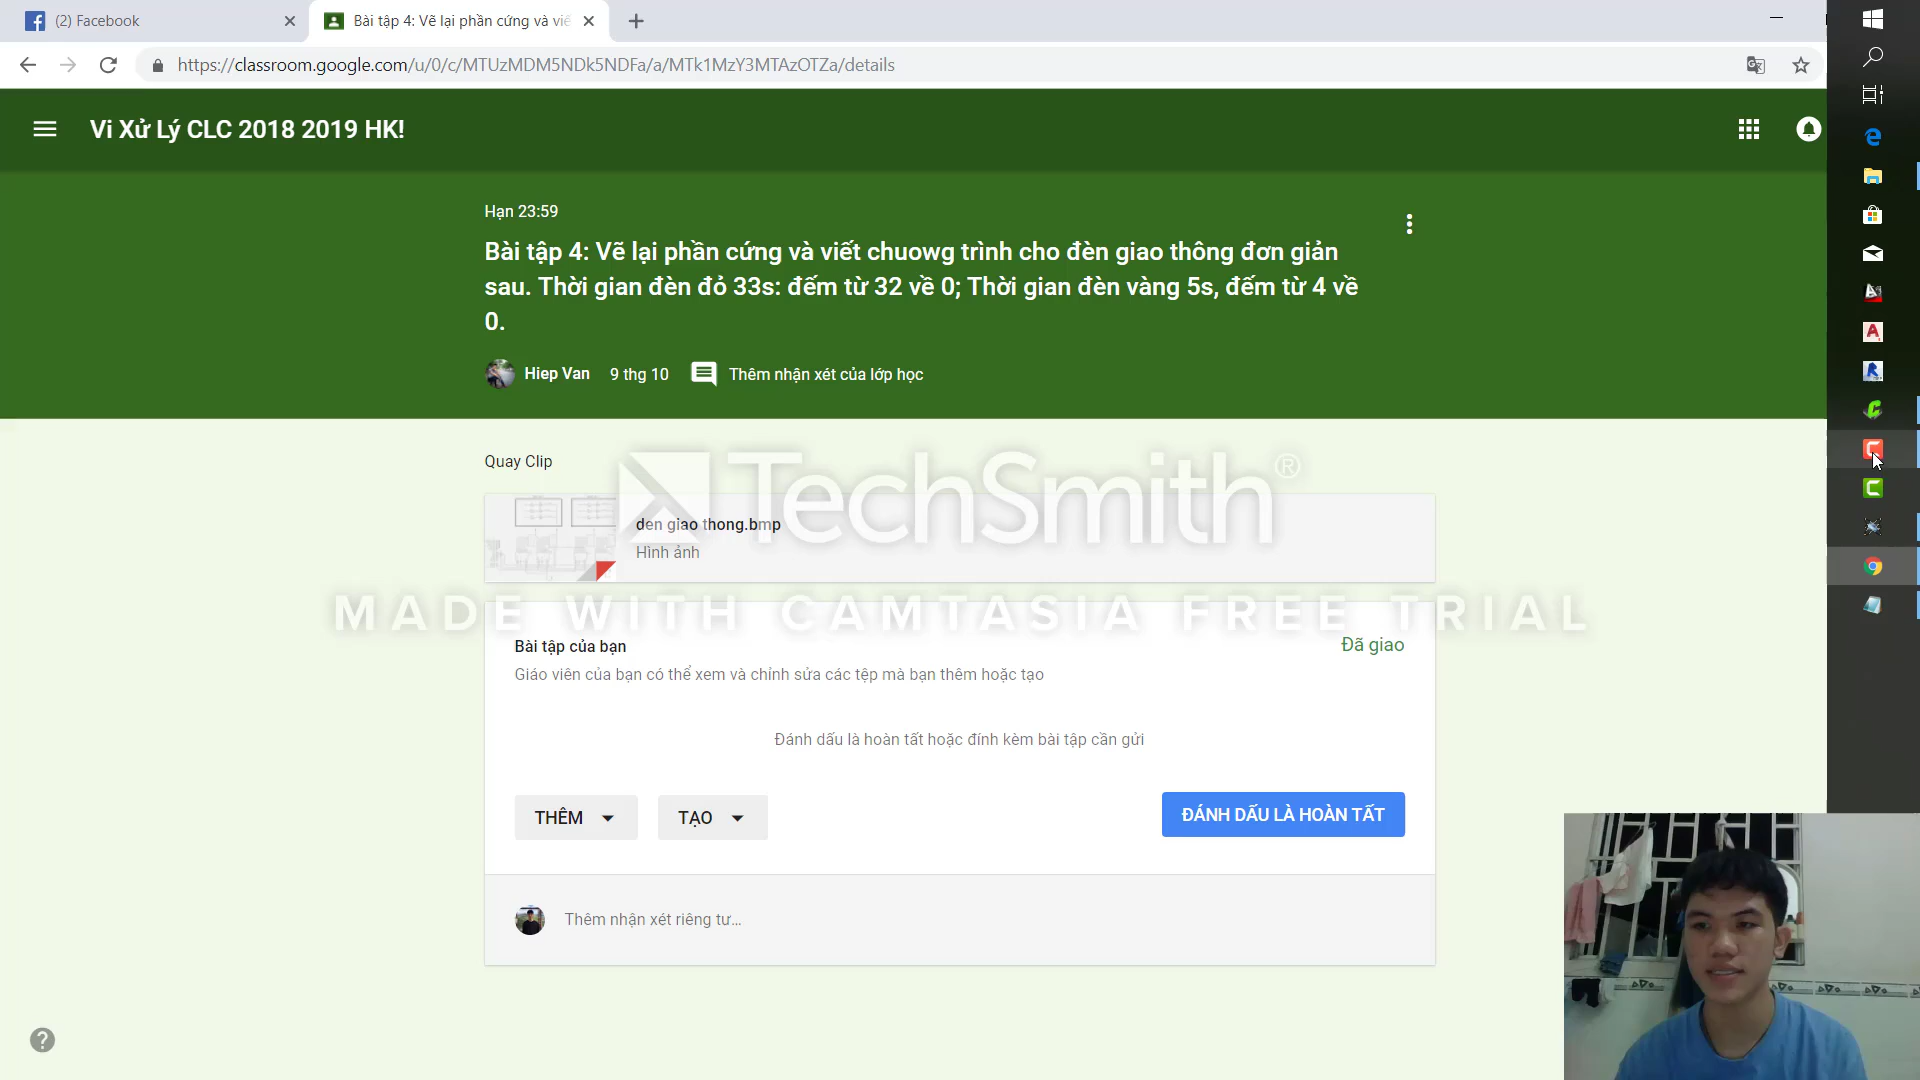 (2) Facebook
Bài tập 4: Vẽ lại phần cứng và viế
https://classroom.google.com/u/0/c/MTUzMDM5NDk5NDFa/a/MTk1MzY3MTAzOTZa/details
Vi Xử Lý CLC 2018 2019 HK!
Hạn 23:59
Bài tập 4: Vẽ lại phần cứng và viết chuowg trình cho đèn giao thông đơn giản
sau. Thời gian đèn đỏ 33s: đếm từ 32 về 0; Thời gian đèn vàng 5s, đếm từ 4 về
0.
Hiep Van 9 thg 10 Thêm nhận xét của lớp học
Quay Clip
TechSmith®
den giao thong.bmp
Hình ảnh
MADE WITH CAMTASIA FREE TRIAL
Bài tập của bạn
Đã giao
Giáo viên của bạn có thể xem và chỉnh sửa các tệp mà bạn thêm hoặc tạo
Đánh dấu là hoàn tất hoặc đính kèm bài tập cần gửi
THÊM
TẠO
ĐÁNH DẤU LÀ HOÀN TẤT
Thêm nhận xét riêng tư...